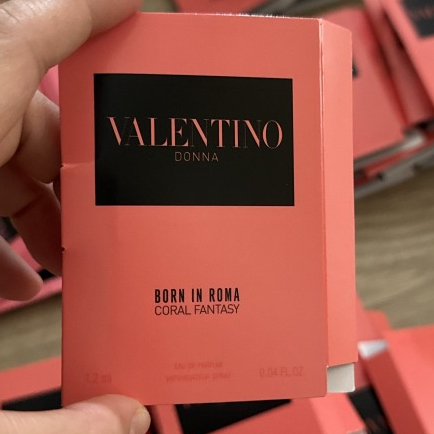 VALENTINO
DONNA
BORN IN ROMA
CORAL FANTASY
EAU DE PARFUM
1.2 ml
0.04 FL.OZ